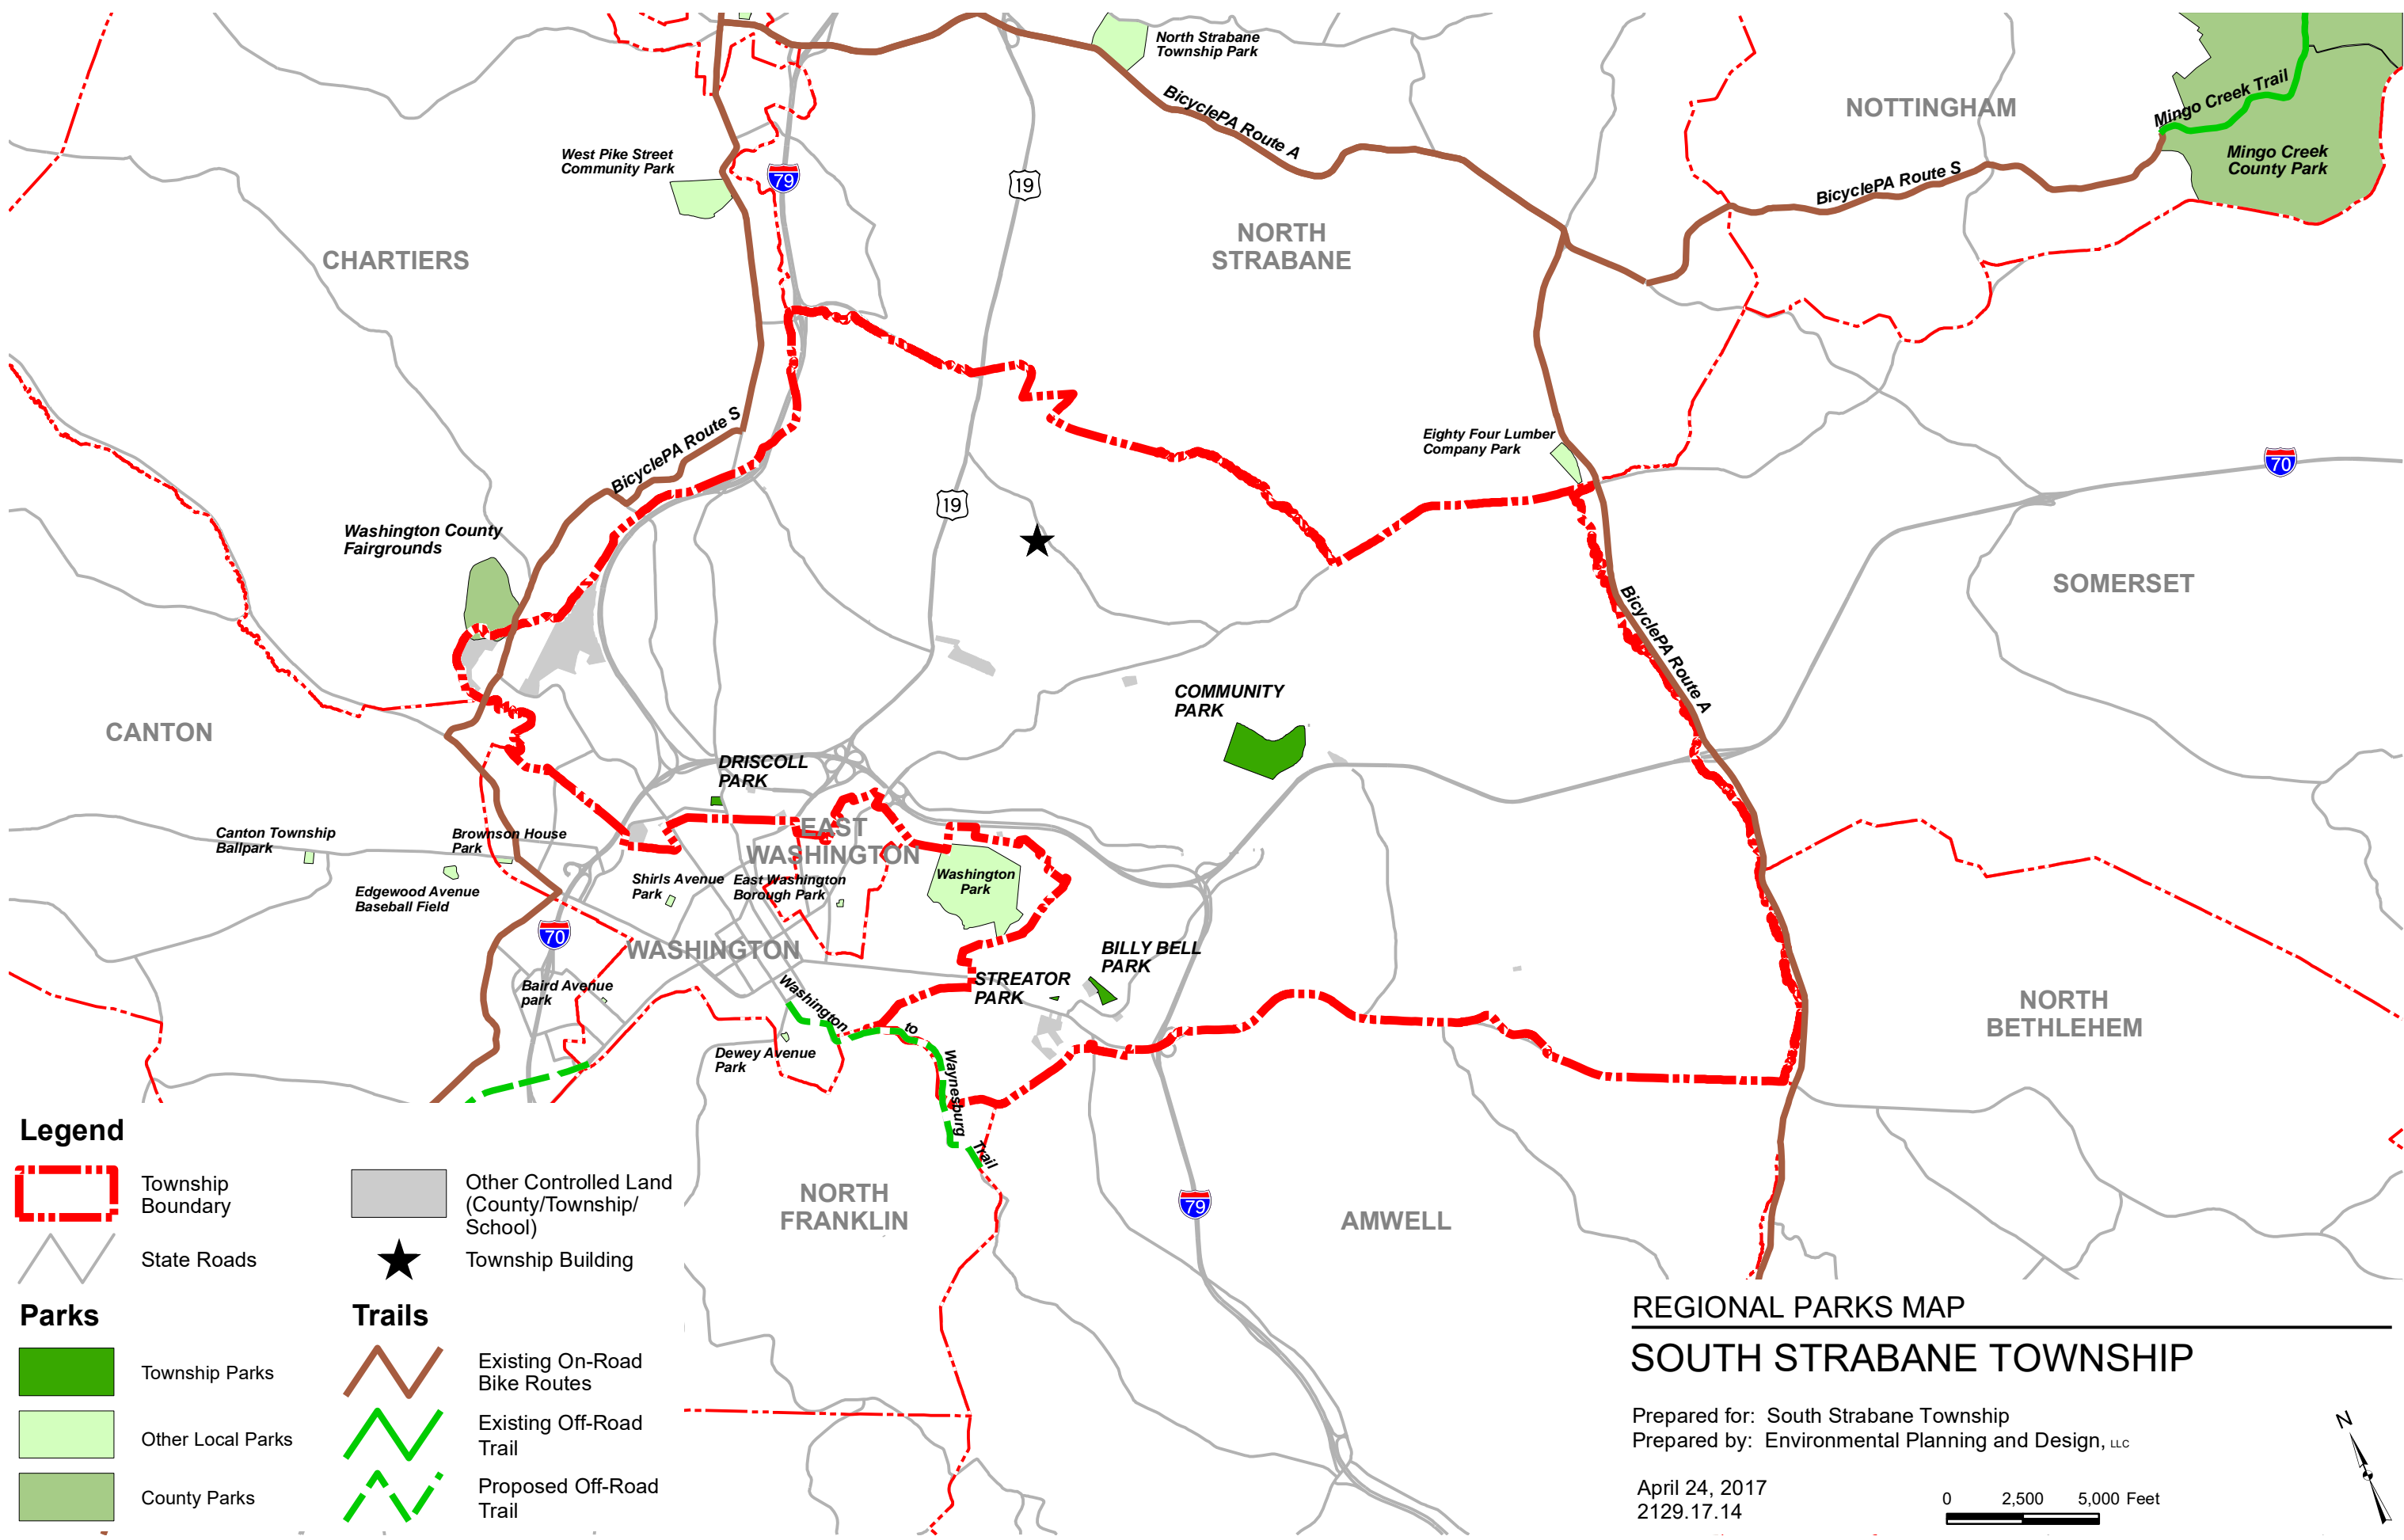 North Strabane
Township Park
BicyclePA Route A
NOTTINGHAM
Mingo Creek Trail
Mingo Creek
County Park
BicyclePA Route S
West Pike Street
Community Park
79
19
CHARTIERS
NORTH
STRABANE
BicyclePA Route S
Eighty Four Lumber
Company Park
70
19
Washington County
Fairgrounds
SOMERSET
BicyclePA Route A
COMMUNITY
PARK
CANTON
DRISCOLL
PARK
Canton Township
Ballpark
Brownson House
Park
EAST
WASHINGTON
Edgewood Avenue
Baseball Field
Shirls Avenue
Park
East Washington
Borough Park
Washington
Park
70
WASHINGTON
BILLY BELL
PARK
STREATOR
PARK
Baird Avenue
park
Washington
to
Waynesburg
Trail
Dewey Avenue
Park
NORTH
BETHLEHEM
NORTH
FRANKLIN
79
AMWELL
Legend
Township
Boundary
Other Controlled Land
(County/Township/
School)
State Roads
Township Building
Parks
Trails
Township Parks
Existing On-Road
Bike Routes
Other Local Parks
Existing Off-Road
Trail
County Parks
Proposed Off-Road
Trail
REGIONAL PARKS MAP
SOUTH STRABANE TOWNSHIP
Prepared for: South Strabane Township
Prepared by: Environmental Planning and Design, LLC
April 24, 2017
2129.17.14
0 2,500 5,000 Feet
N